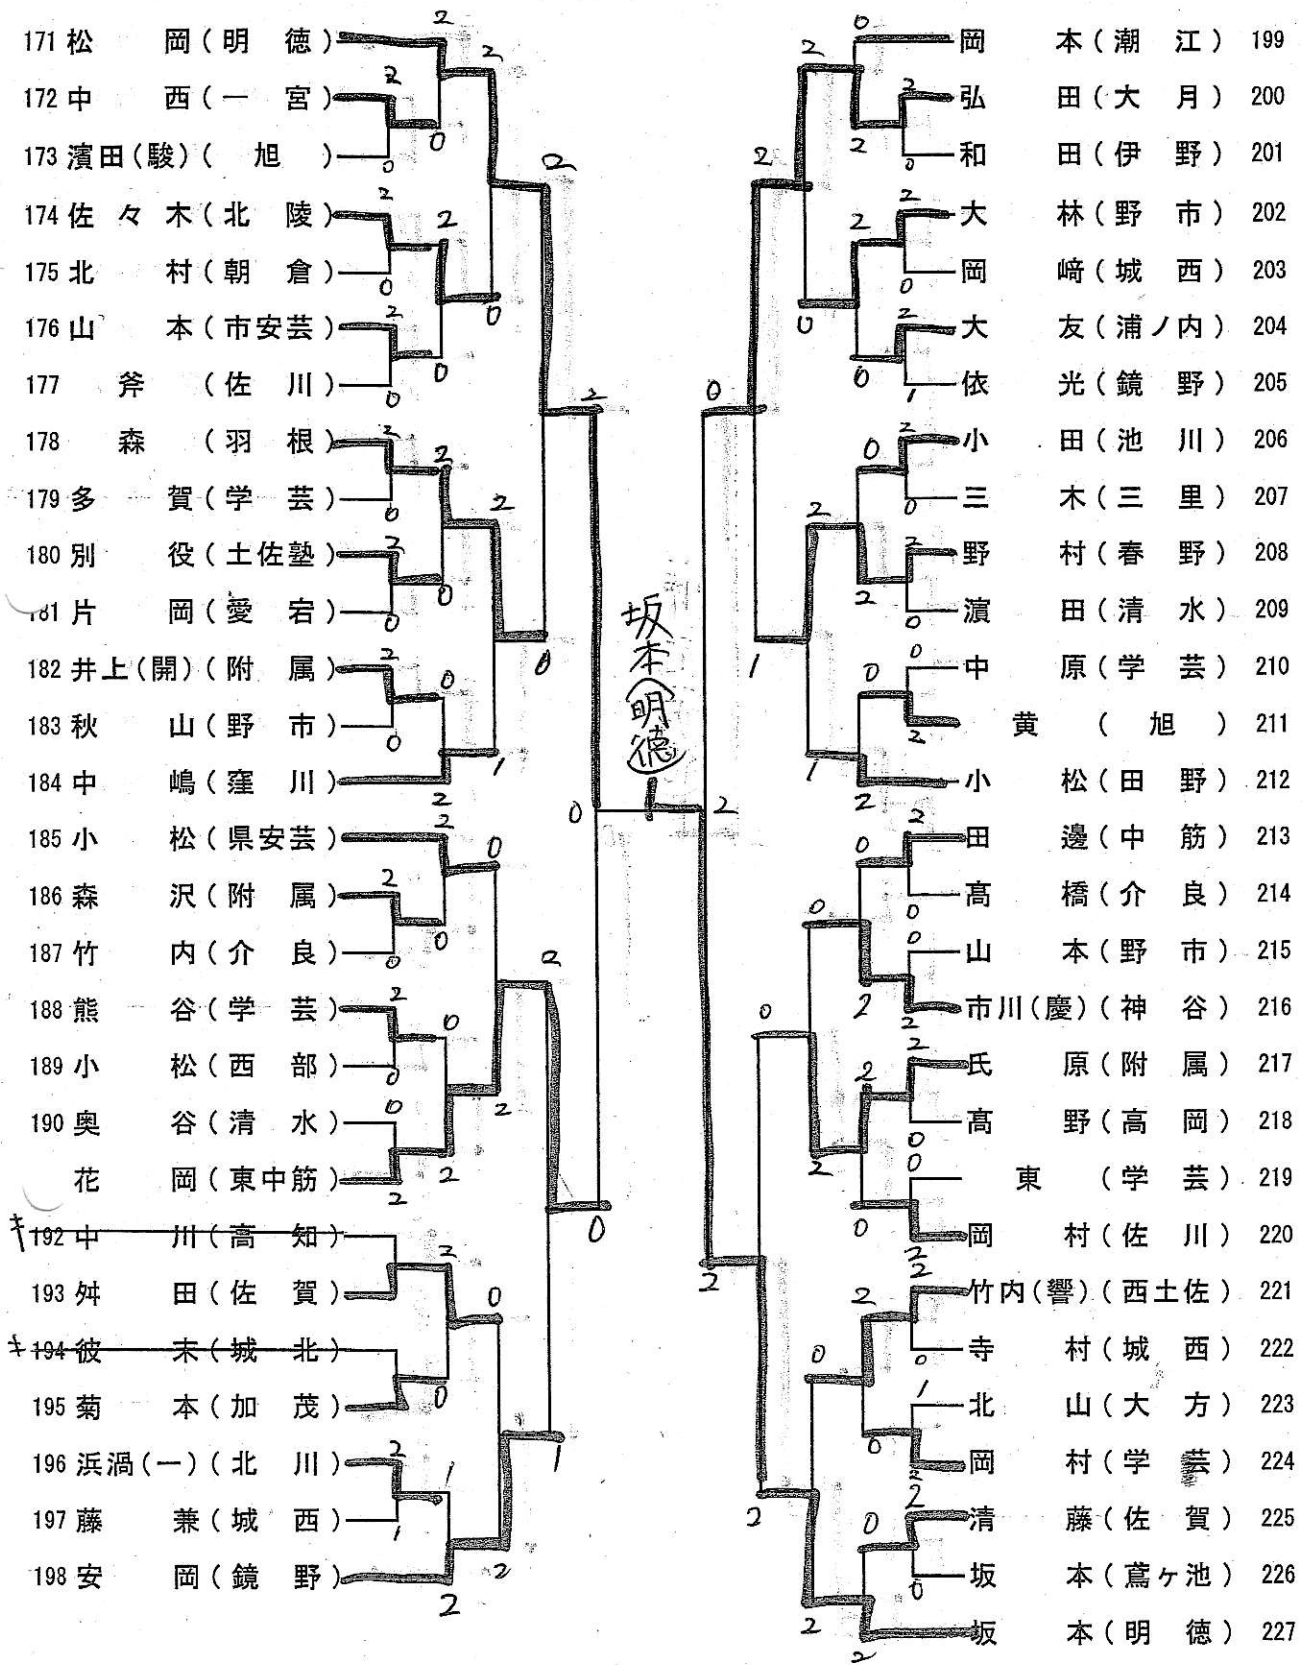 171 松岡(明徳)
172 中西(一宮)
173 濱田(駿)(旭)
174 佐々木(北陵)
175 北村(朝倉)
176 山本(市安芸)
177 斧(佐川)
178 森(羽根)
179 多賀(学芸)
180 別役(土佐塾)
181 片岡(愛宕)
182 井上(開)(附属)
183 秋山(野市)
184 中嶋(窪川)
185 小松(県安芸)
186 森沢(附属)
187 竹内(介良)
188 熊谷(学芸)
189 小松(西部)
190 奥谷(清水)
花岡(東中筋)
キ 192 中川(高知)
193 舛田(佐賀)
キ 194 彼末(城北)
195 菊本(加茂)
196 浜渦(一)(北川)
197 藤兼(城西)
198 安岡(鏡野)
坂本(明徳)
岡本(潮江) 199
弘田(大月) 200
和田(伊野) 201
大林(野市) 202
岡﨑(城西) 203
大友(浦ノ内) 204
依光(鏡野) 205
小田(池川) 206
三木(三里) 207
野村(春野) 208
濵田(清水) 209
中原(学芸) 210
黄(旭) 211
小松(田野) 212
田邊(中筋) 213
髙橋(介良) 214
山本(野市) 215
市川(慶)(神谷) 216
氏原(附属) 217
髙野(高岡) 218
東(学芸) 219
岡村(佐川) 220
竹内(響)(西土佐) 221
寺村(城西) 222
北山(大方) 223
岡村(学芸) 224
清藤(佐賀) 225
坂本(鳶ヶ池) 226
坂本(明徳) 227